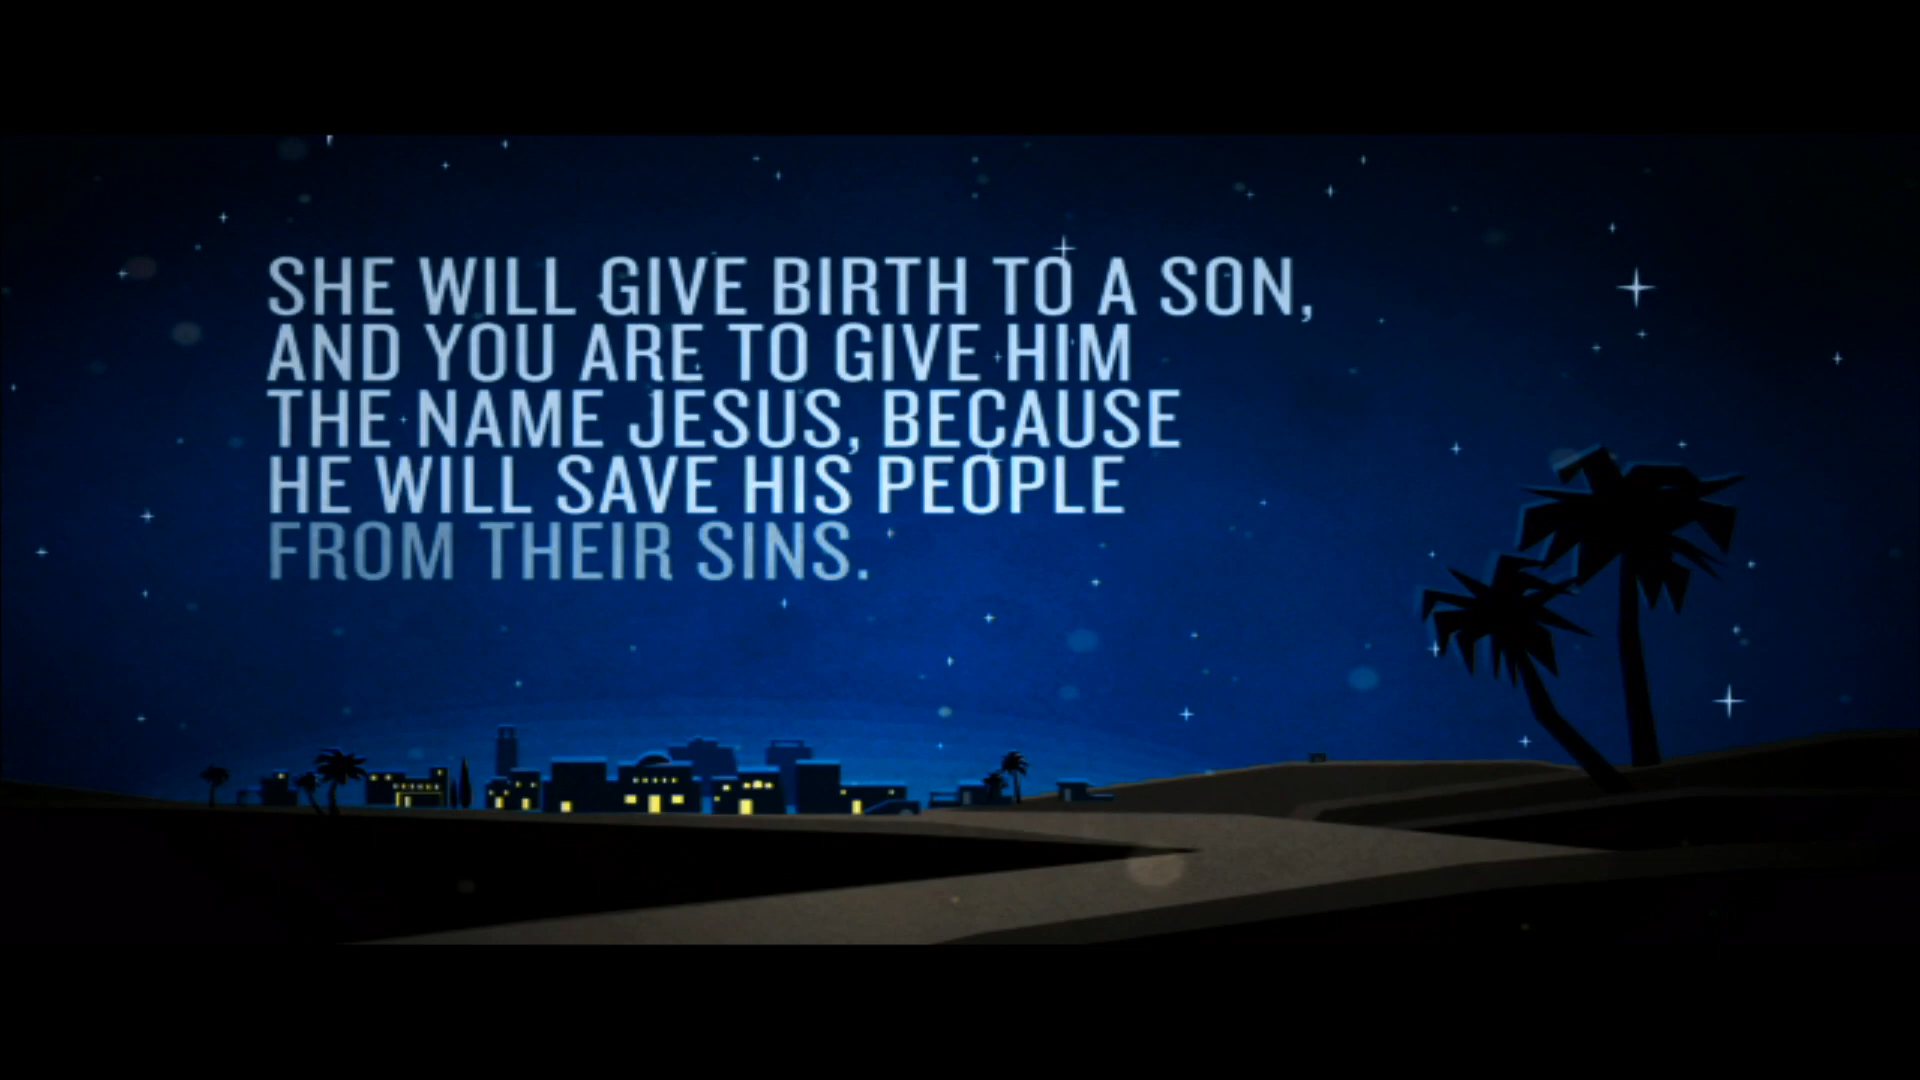 SHE WILL GIVE BIRTH TO A SON,
AND YOU ARE TO GIVE HIM
THE NAME JESUS, BECAUSE
HE WILL SAVE HIS PEOPLE
FROM THEIR SINS.